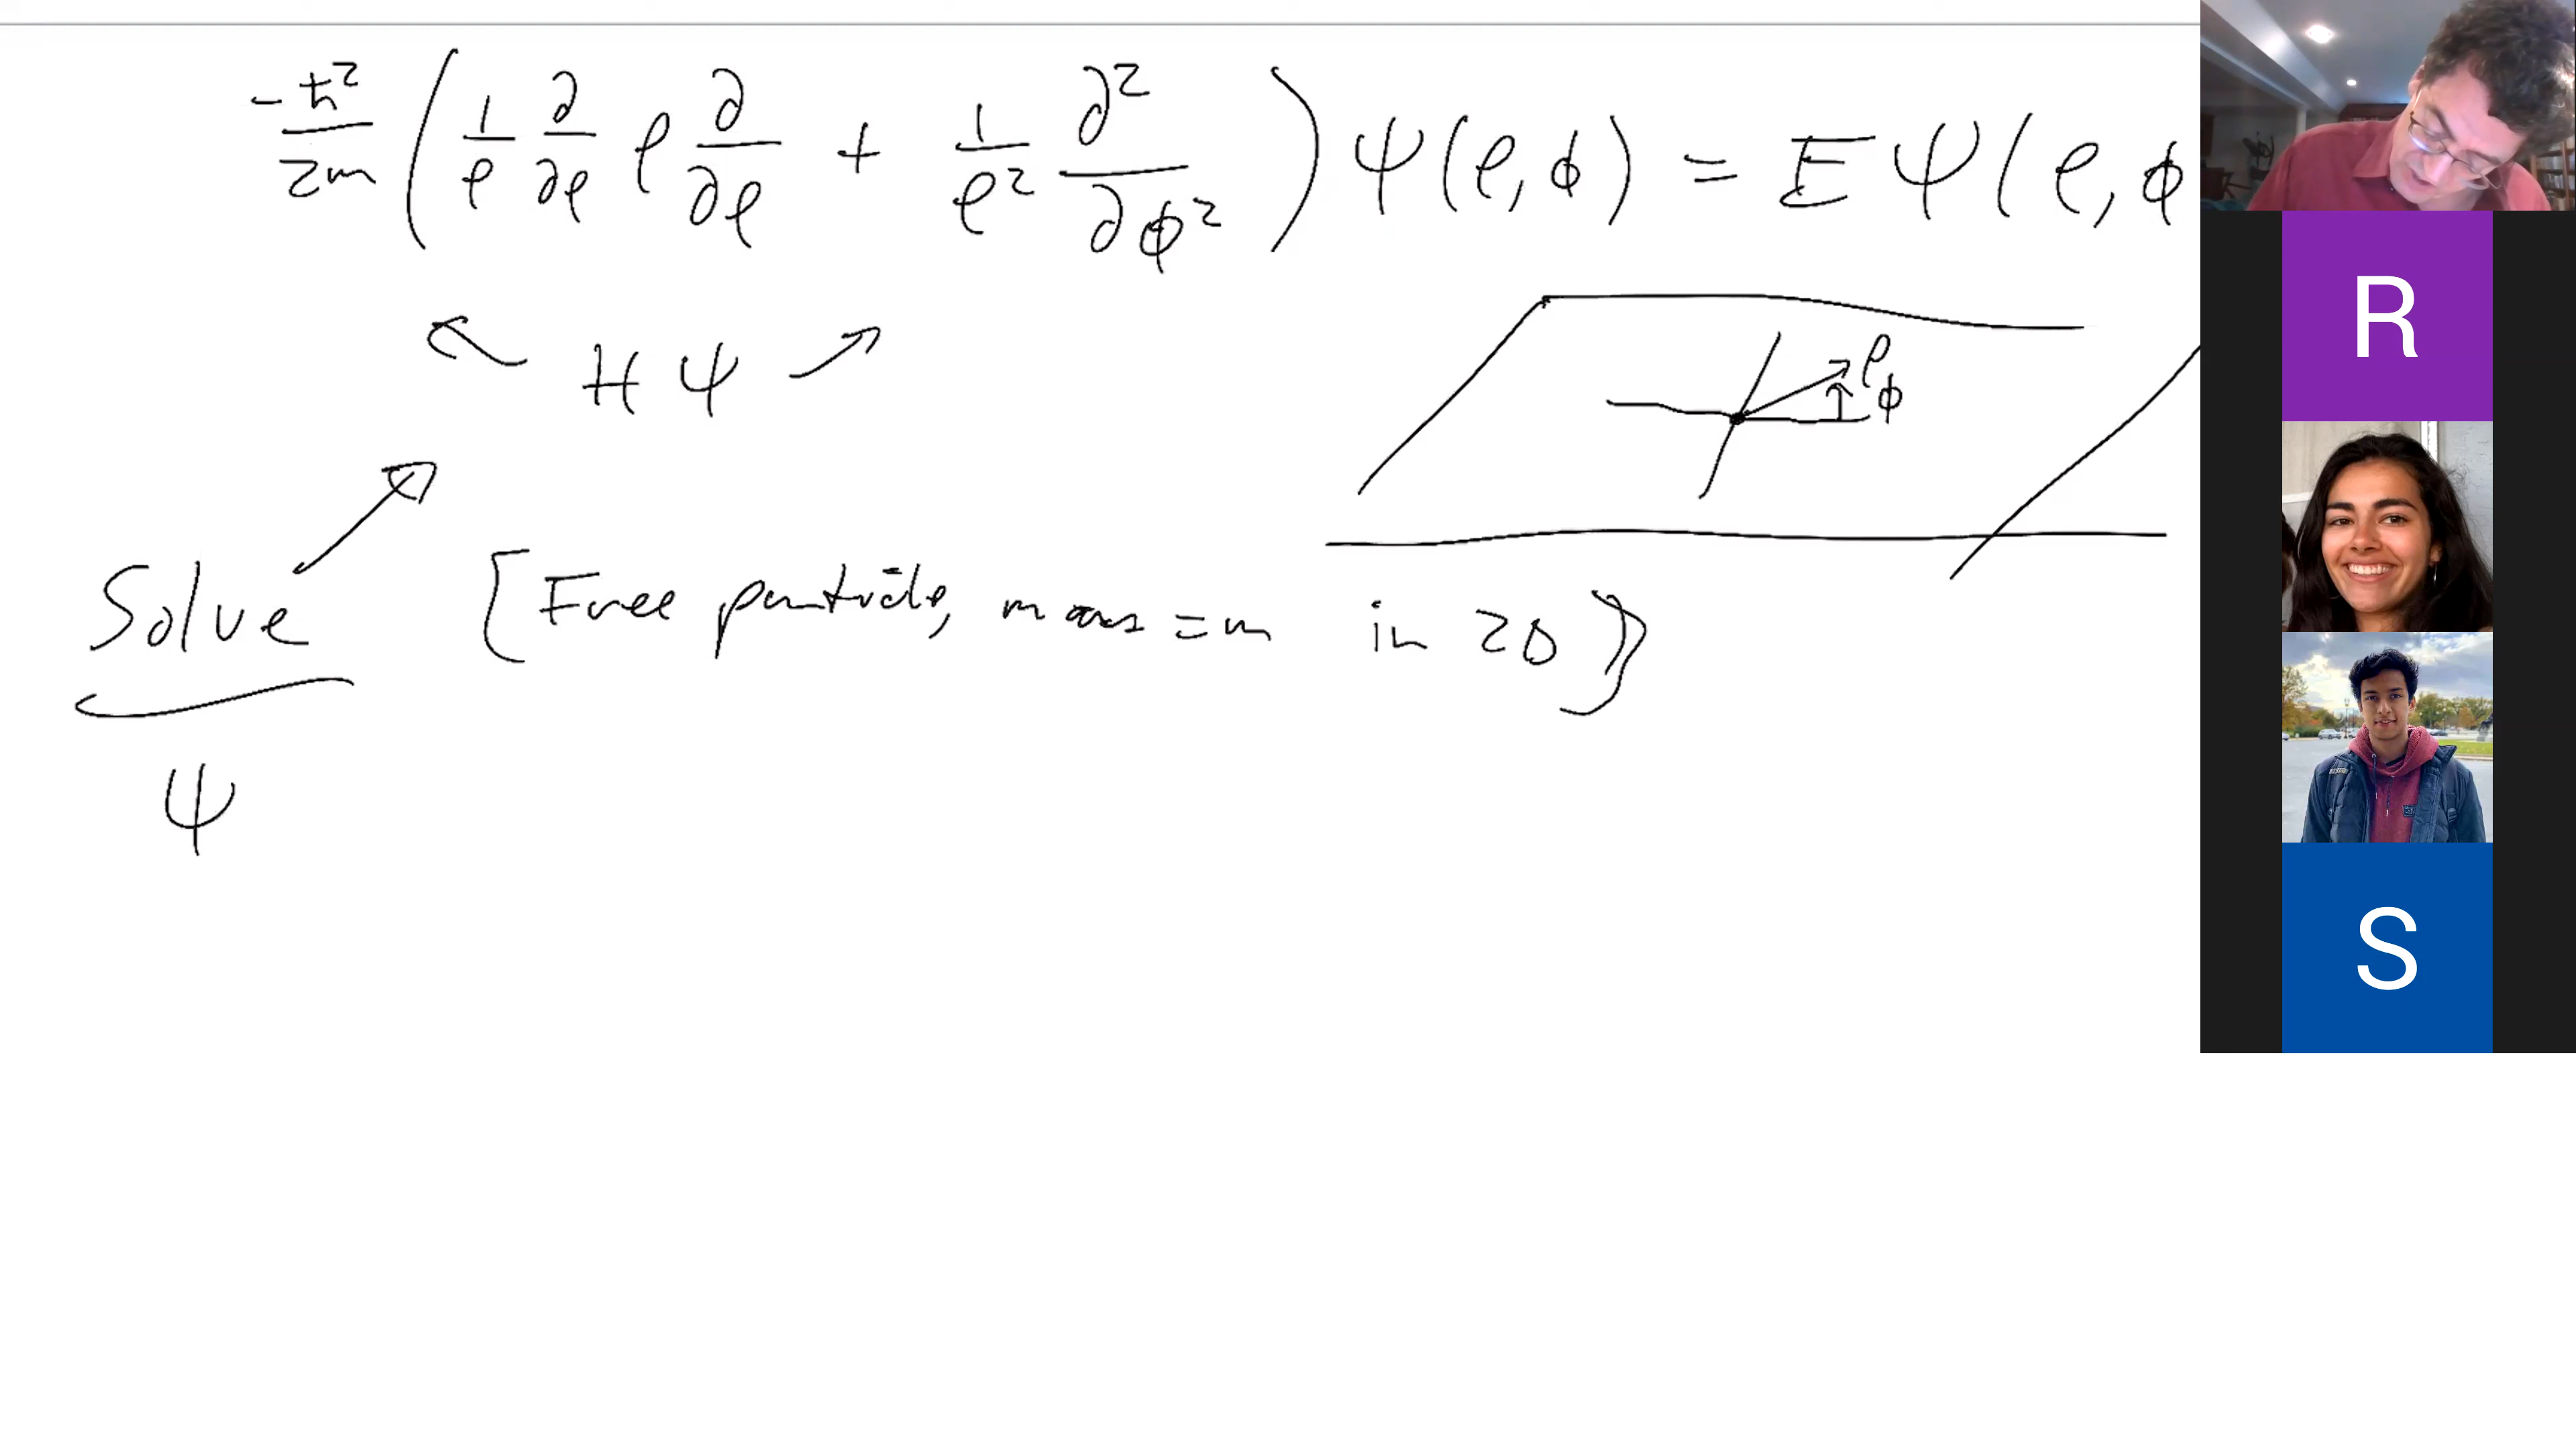 -ħ²/2m (1/ρ ∂/∂ρ ρ ∂/∂ρ + 1/ρ² ∂²/∂ϕ²) Ψ(ρ,ϕ) = E Ψ(ρ,ϕ
H Ψ
ρ
ϕ
Solve [Free particle, mass = m in 2D]
Ψ
R
S